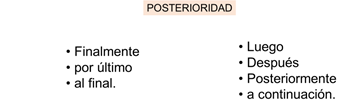 POSTERIORIDAD
• Finalmente
• por último
• al final.
• Luego
• Después
• Posteriormente
• a continuación.